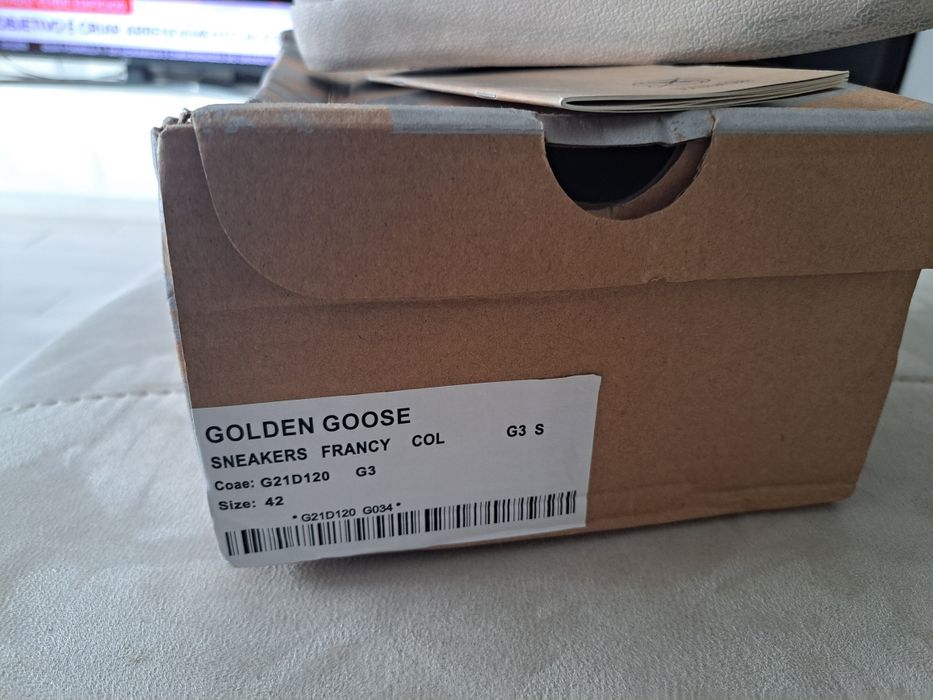 GOLDEN GOOSE
SNEAKERS FRANCY COL G3 S
Coae: G21D120 G3
Size: 42
* G21D120 G034 *